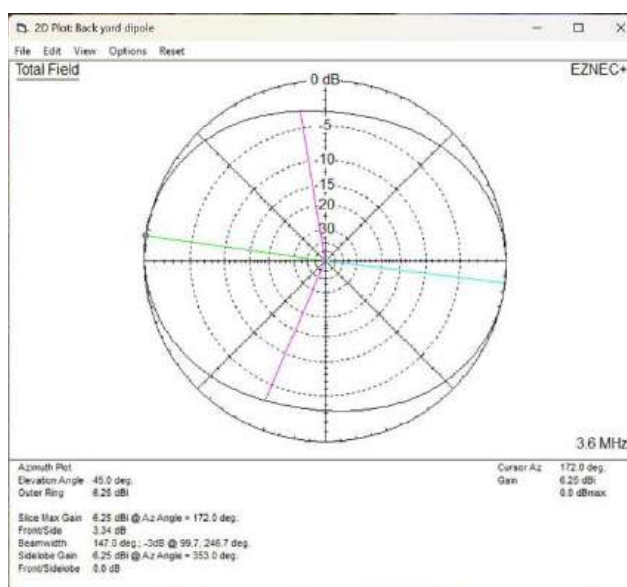 2D Plot: Back yard dipole
File Edit View Options Reset
Total Field
EZNEC+
0 dB
-5
-10
-15
-20
-30
3.6 MHz
Azimuth Plot
Elevation Angle 45.0 deg.
Outer Ring 6.25 dBi
Cursor Az 172.0 deg.
Gain 6.25 dBi
0.0 dBmax
Slice Max Gain 6.25 dBi @ Az Angle = 172.0 deg.
Front/Side 3.34 dB
Beamwidth 147.0 deg.; -3dB @ 99.7, 246.7 deg.
Sidelobe Gain 6.25 dBi @ Az Angle = 353.0 deg.
Front/Sidelobe 0.0 dB